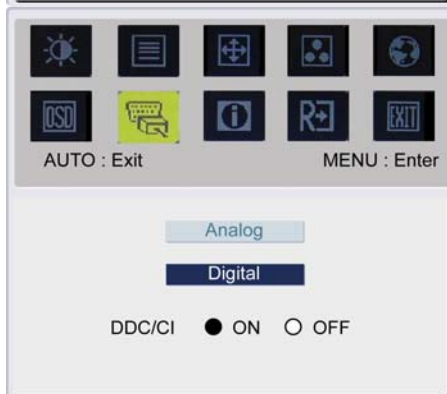 OSD i R EXIT
AUTO : Exit MENU : Enter
Analog
Digital
DDC/CI ON OFF